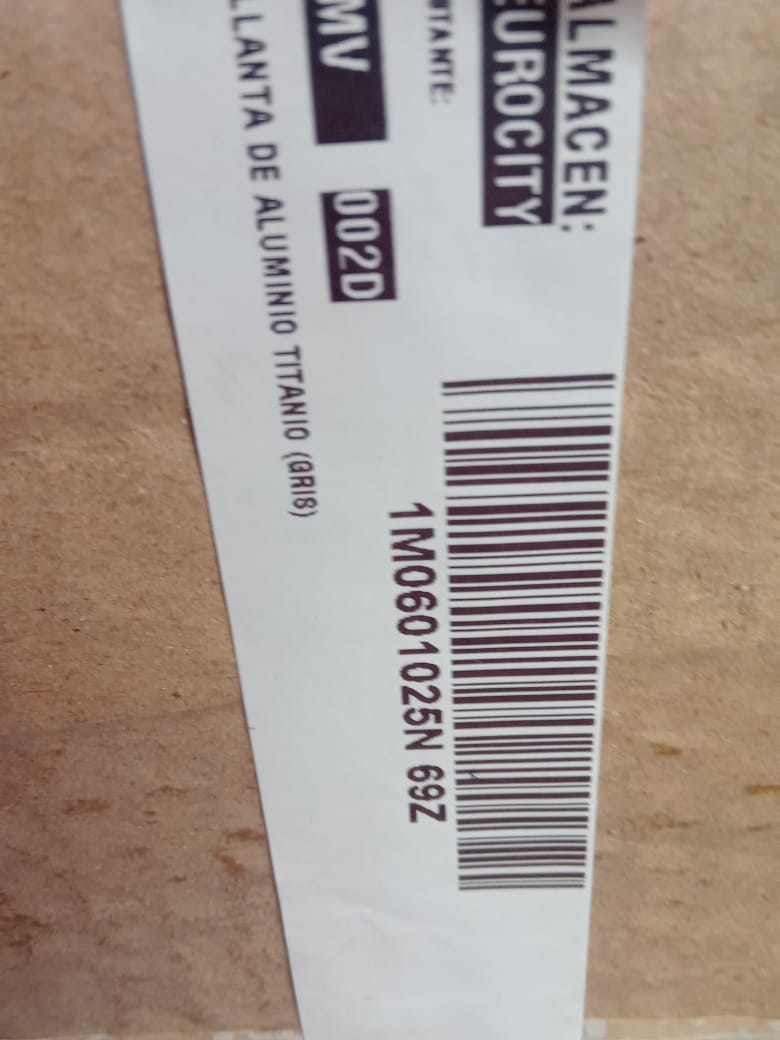 ALMACEN:
EUROCITY
TANTE:
MV 002D
LLANTA DE ALUMINIO TITANIO (GRIS)
1M0601025N 69Z